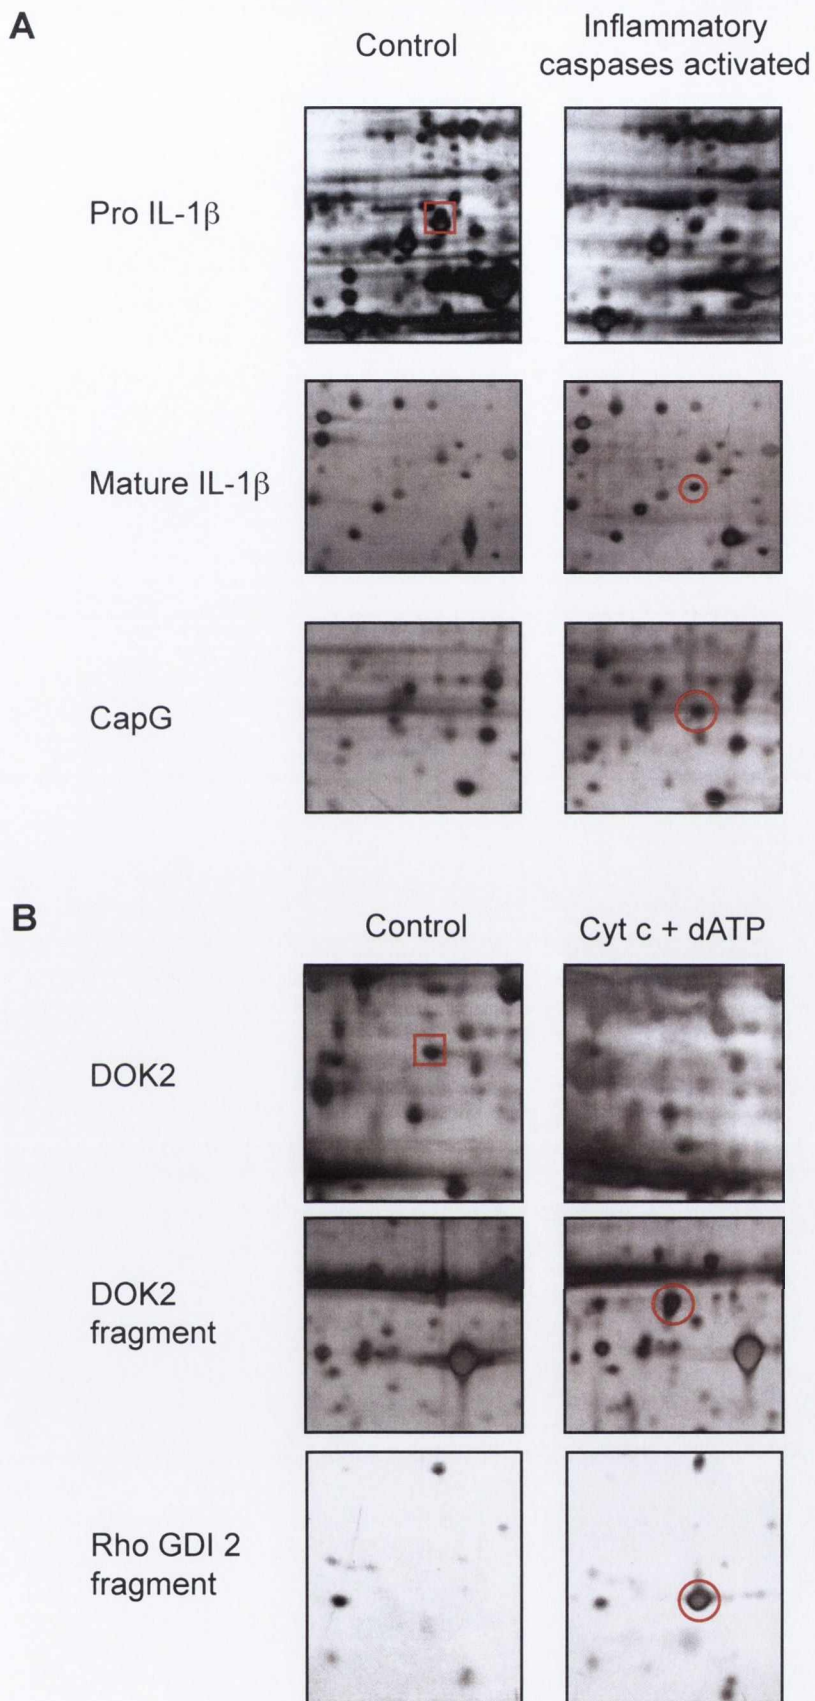 A
Control
Inflammatory
caspases activated
Pro IL-1β
Mature IL-1β
CapG
B
Control
Cyt c + dATP
DOK2
DOK2
fragment
Rho GDI 2
fragment